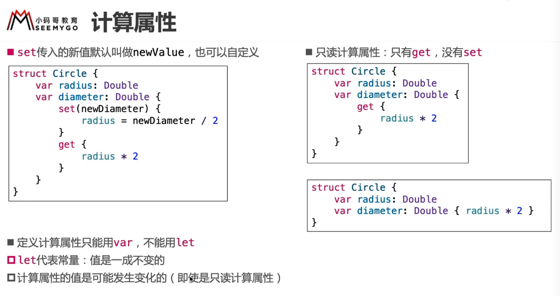 小码哥教育
SEEMYGO
计算属性
set传入的新值默认叫做newValue，也可以自定义
struct Circle {
var radius: Double
var diameter: Double {
set(newDiameter) {
radius = newDiameter / 2
}
get {
radius * 2
}
}
}
只读计算属性：只有get，没有set
struct Circle {
var radius: Double
var diameter: Double {
get {
radius * 2
}
}
}
struct Circle {
var radius: Double
var diameter: Double { radius * 2 }
}
定义计算属性只能用var，不能用let
let代表常量：值是一成不变的
计算属性的值是可能发生变化的（即使是只读计算属性）